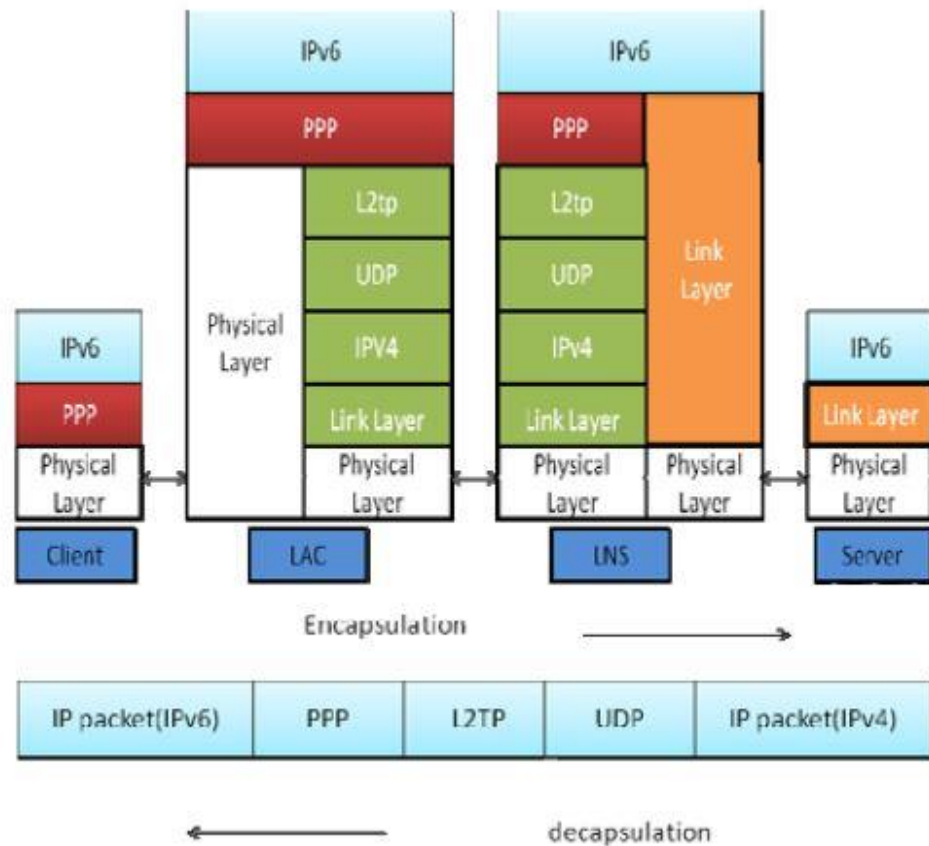 IPv6
PPP
Physical
Layer
Client
IPv6
PPP
Physical
Layer
L2tp
UDP
IPV4
Link Layer
Physical
Layer
LAC
IPv6
PPP
L2tp
UDP
IPv4
Link Layer
Physical
Layer
Link
Layer
Physical
Layer
LNS
IPv6
Link Layer
Physical
Layer
Server
Encapsulation
IP packet(IPv6) PPP L2TP UDP IP packet(IPv4)
decapsulation